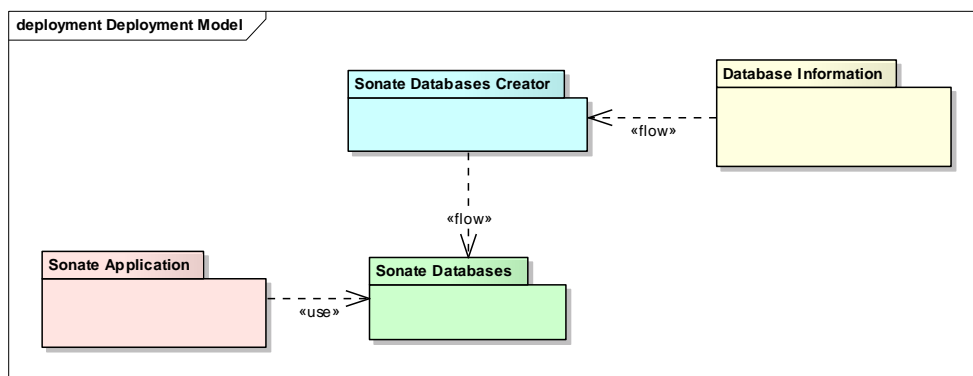 deployment Deployment Model
Database Information
Sonate Databases Creator
«flow»
«flow»
Sonate Application
Sonate Databases
«use»